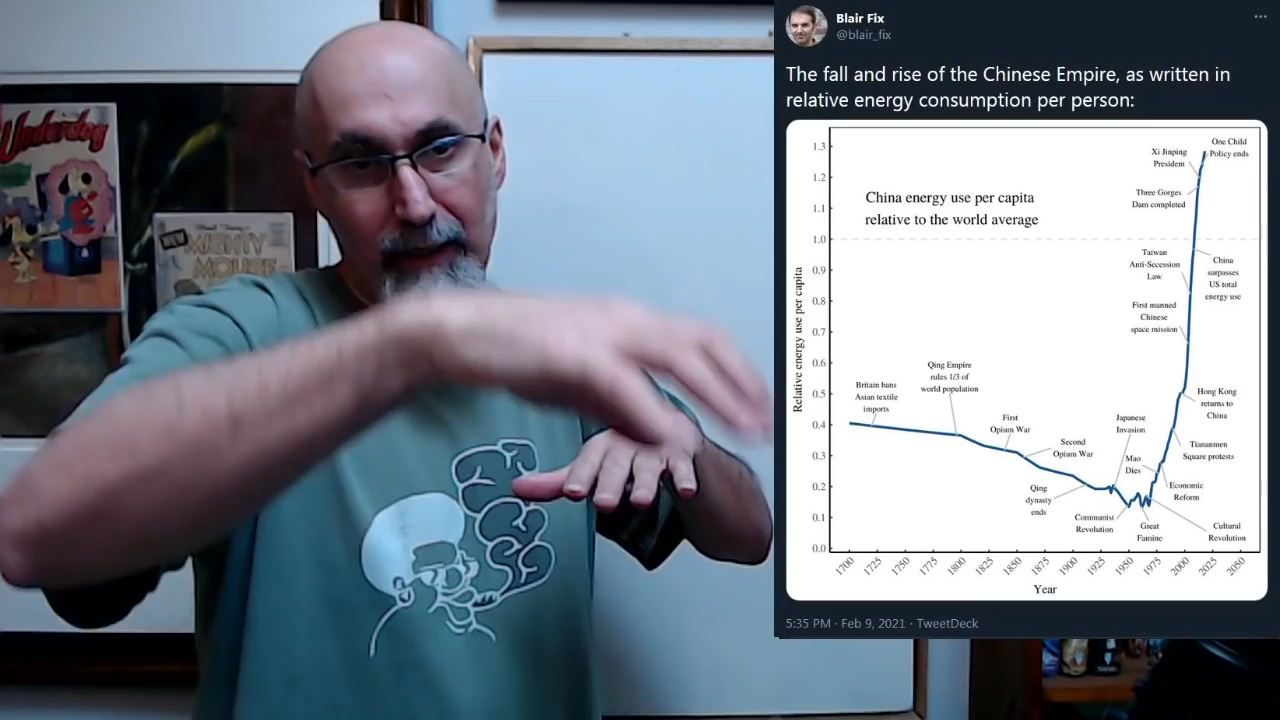 Underdog
NEW
MIGHTY
MOUSE
Blair Fix
@blair_fix
The fall and rise of the Chinese Empire, as written in
relative energy consumption per person:
China energy use per capita
relative to the world average
Relative energy use per capita
1.3
1.2
1.1
1.0
0.9
0.8
0.7
0.6
0.5
0.4
0.3
0.2
0.1
0.0
One Child
Policy ends
Xi Jinping
President
Three Gorges
Dam completed
Taiwan
Anti-Secession
Law
China
surpasses
US total
energy use
First manned
Chinese
space mission
Qing Empire
rules 1/3 of
world population
Britain bans
Asian textile
imports
Hong Kong
returns to
China
First
Opium War
Japanese
Invasion
Second
Opium War
Tiananmen
Square protests
Mao
Dies
Qing
dynasty
ends
Economic
Reform
Communist
Revolution
Great
Famine
Cultural
Revolution
1700
1725
1750
1775
1800
1825
1850
1875
1900
1925
1950
1975
2000
2025
2050
Year
5:35 PM · Feb 9, 2021 · TweetDeck